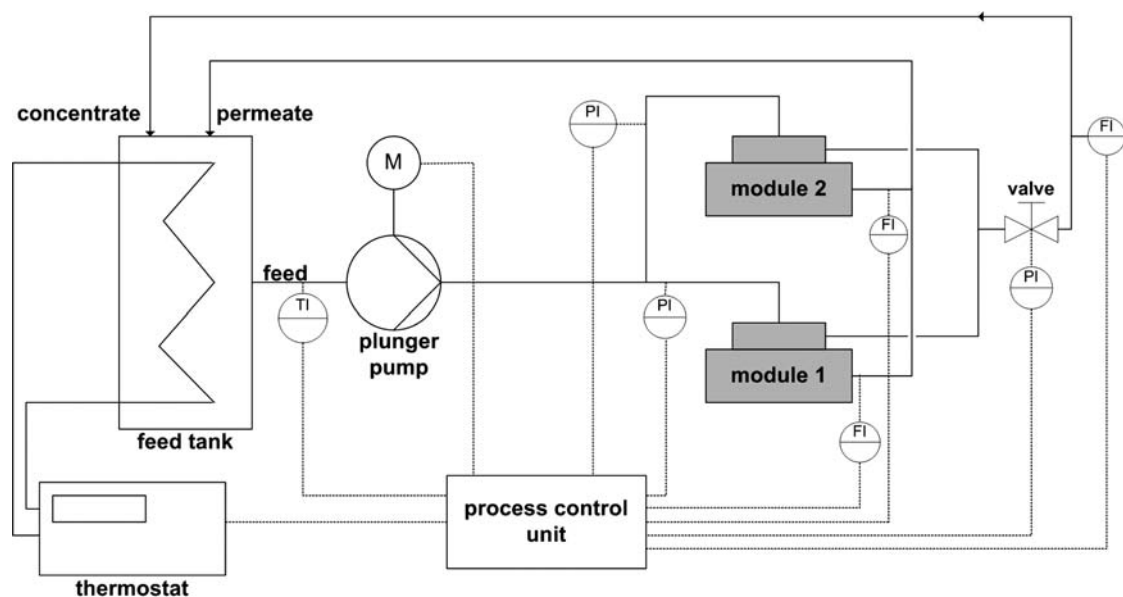 concentrate
permeate
PI
FI
M
module 2
valve
FI
feed
PI
TI
PI
plunger
pump
module 1
feed tank
FI
process control
unit
thermostat